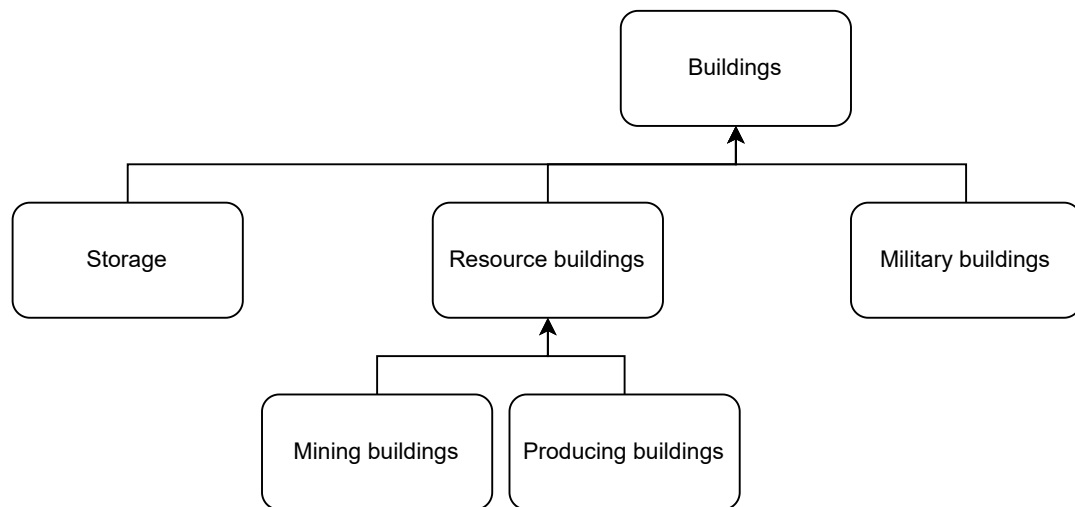 Buildings
Storage
Resource buildings
Military buildings
Mining buildings
Producing buildings